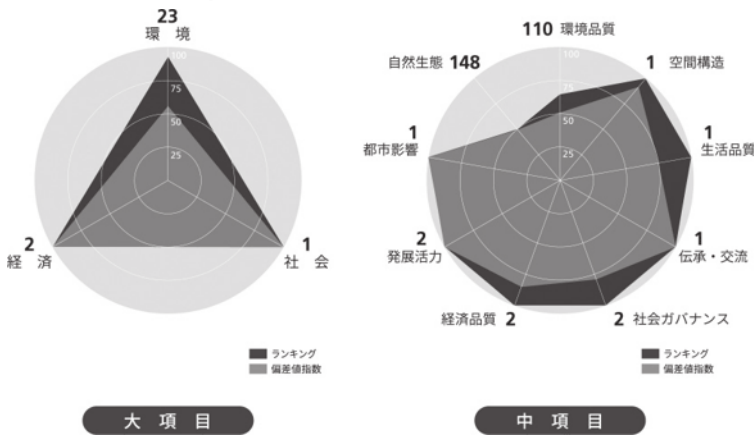 23
環 境
100
75
50
25
2
経 済
1
社 会
ランキング
偏差値指数
大 項 目
110 環境品質
自然生態 148
1 空間構造
100
75
50
25
1
都市影響
1
生活品質
2
発展活力
1
伝承・交流
経済品質 2
2 社会ガバナンス
ランキング
偏差値指数
中 項 目